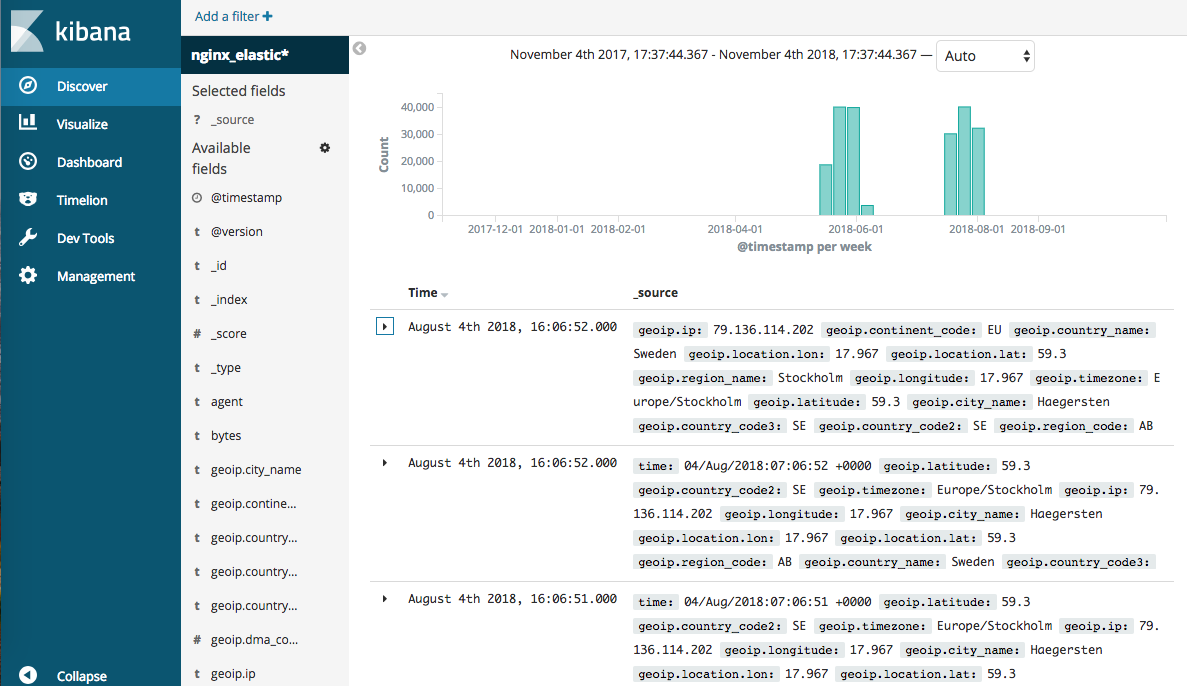 kibana
Discover
Visualize
Dashboard
Timelion
Dev Tools
Management
Collapse
Add a filter +
nginx_elastic*
Selected fields
? _source
Available
fields
@timestamp
t @version
t _id
t _index
# _score
t _type
t agent
t bytes
t geoip.city_name
t geoip.contine...
t geoip.country...
t geoip.country...
t geoip.country...
# geoip.dma_co...
t geoip.ip
November 4th 2017, 17:37:44.367 - November 4th 2018, 17:37:44.367 — Auto
Count
40,000
30,000
20,000
10,000
0
2017-12-01 2018-01-01 2018-02-01 2018-04-01 2018-06-01 2018-08-01 2018-09-01
@timestamp per week
Time _source
August 4th 2018, 16:06:52.000
geoip.ip: 79.136.114.202 geoip.continent_code: EU geoip.country_name:
Sweden geoip.location.lon: 17.967 geoip.location.lat: 59.3
geoip.region_name: Stockholm geoip.longitude: 17.967 geoip.timezone: E
urope/Stockholm geoip.latitude: 59.3 geoip.city_name: Haegersten
geoip.country_code3: SE geoip.country_code2: SE geoip.region_code: AB
August 4th 2018, 16:06:52.000
time: 04/Aug/2018:07:06:52 +0000 geoip.latitude: 59.3
geoip.country_code2: SE geoip.timezone: Europe/Stockholm geoip.ip: 79.
136.114.202 geoip.longitude: 17.967 geoip.city_name: Haegersten
geoip.location.lon: 17.967 geoip.location.lat: 59.3
geoip.region_code: AB geoip.country_name: Sweden geoip.country_code3:
August 4th 2018, 16:06:51.000
time: 04/Aug/2018:07:06:51 +0000 geoip.latitude: 59.3
geoip.country_code2: SE geoip.timezone: Europe/Stockholm geoip.ip: 79.
136.114.202 geoip.longitude: 17.967 geoip.city_name: Haegersten
geoip.location.lon: 17.967 geoip.location.lat: 59.3